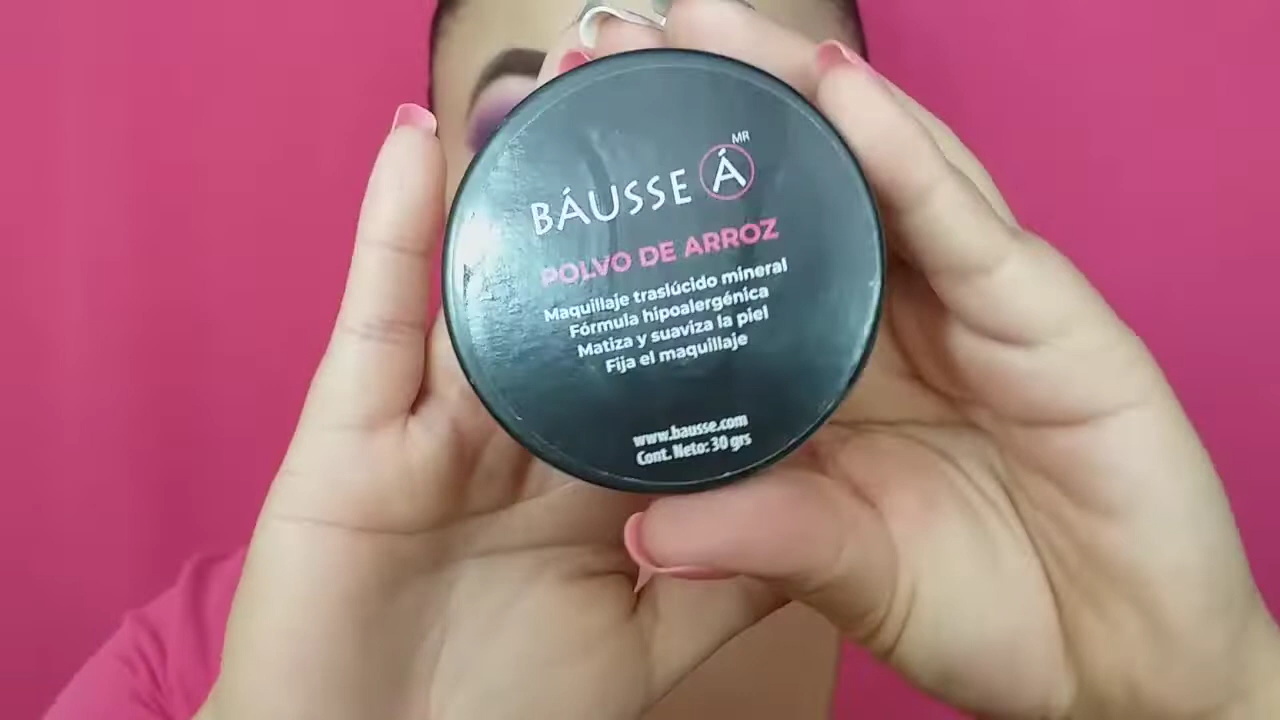 BÁUSSE Á MR
POLVO DE ARROZ
Maquillaje traslúcido mineral
Fórmula hipoalergénica
Matiza y suaviza la piel
Fija el maquillaje
www.bausse.com
Cont. Neto: 30 grs